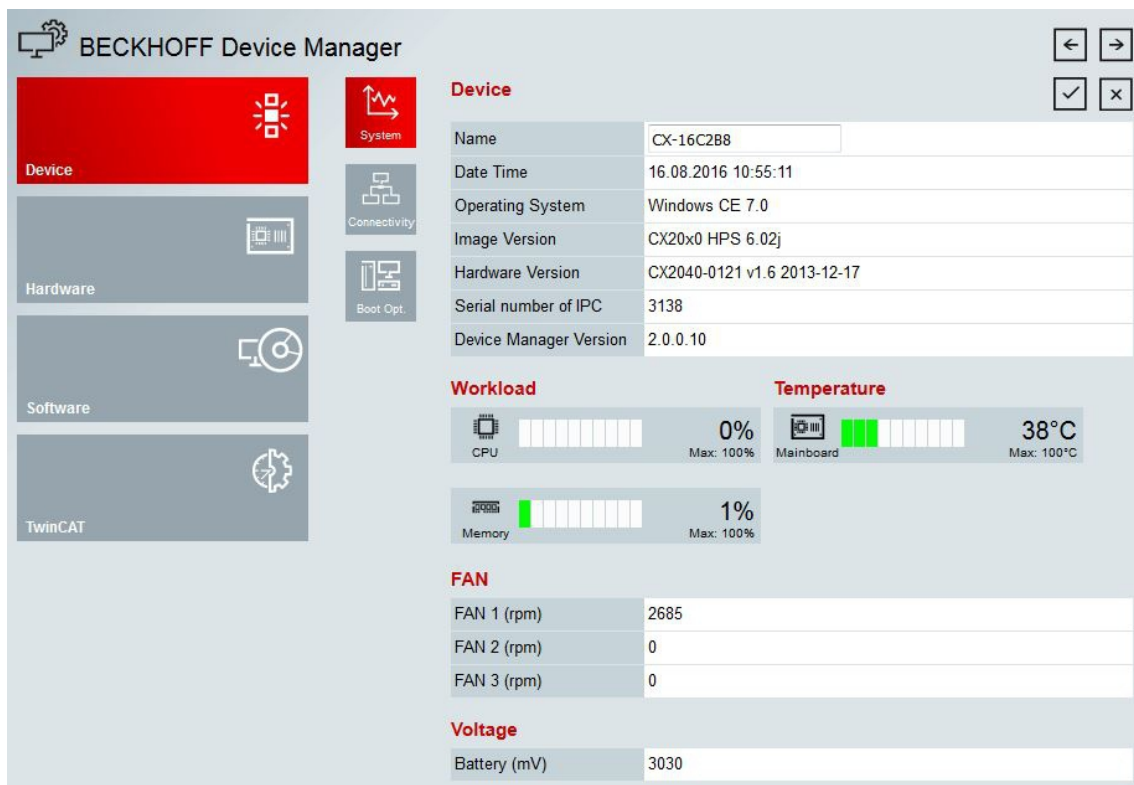 BECKHOFF Device Manager
Device
Hardware
Software
TwinCAT
System
Connectivity
Boot Opt.
Device
Name CX-16C2B8
Date Time 16.08.2016 10:55:11
Operating System Windows CE 7.0
Image Version CX20x0 HPS 6.02j
Hardware Version CX2040-0121 v1.6 2013-12-17
Serial number of IPC 3138
Device Manager Version 2.0.0.10
Workload
CPU 0%
Max: 100%
Memory 1%
Max: 100%
Temperature
Mainboard 38°C
Max: 100°C
FAN
FAN 1 (rpm) 2685
FAN 2 (rpm) 0
FAN 3 (rpm) 0
Voltage
Battery (mV) 3030